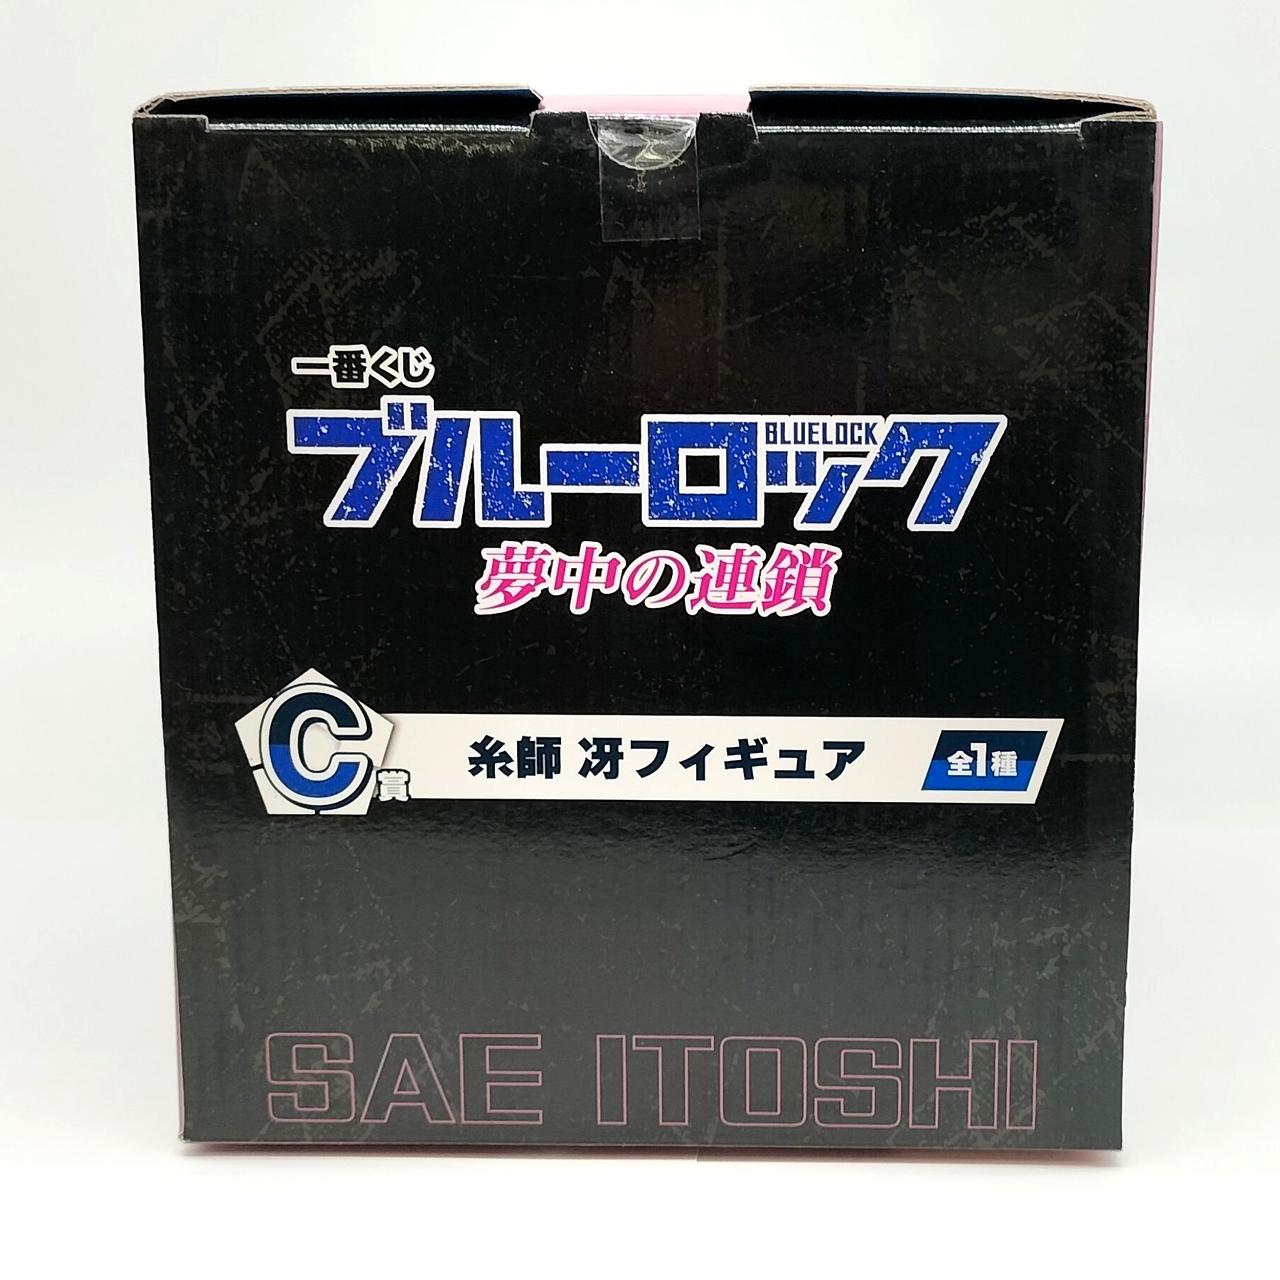 一番くじ
ブルーロック
BLUELOCK
夢中の連鎖
C賞
糸師 冴フィギュア
全1種
SAE ITOSHI